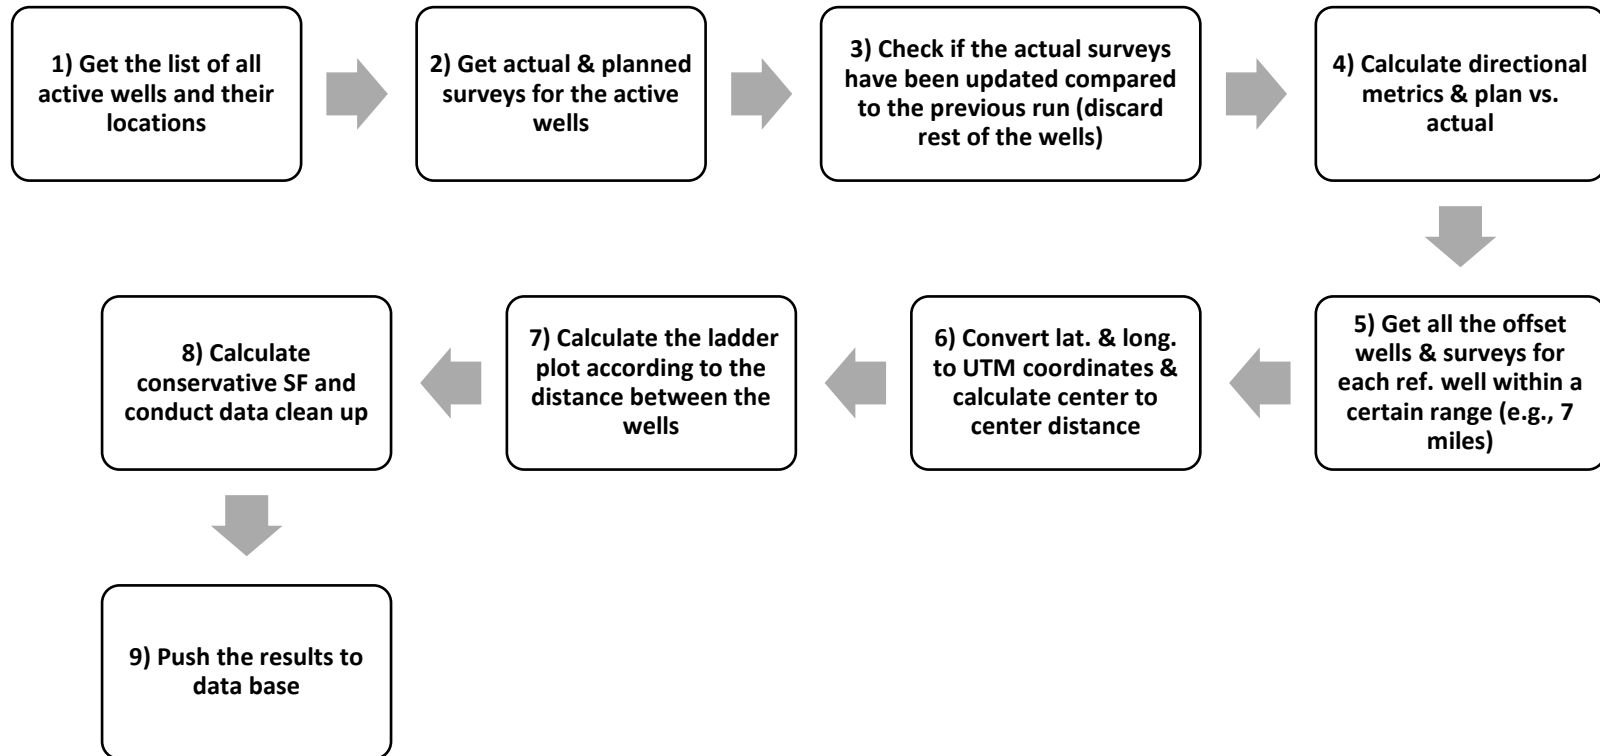 1) Get the list of all
active wells and their
locations
2) Get actual & planned
surveys for the active
wells
3) Check if the actual surveys
have been updated compared
to the previous run (discard
rest of the wells)
4) Calculate directional
metrics & plan vs.
actual
5) Get all the offset
wells & surveys for
each ref. well within a
certain range (e.g., 7
miles)
6) Convert lat. & long.
to UTM coordinates &
calculate center to
center distance
7) Calculate the ladder
plot according to the
distance between the
wells
8) Calculate
conservative SF and
conduct data clean up
9) Push the results to
data base